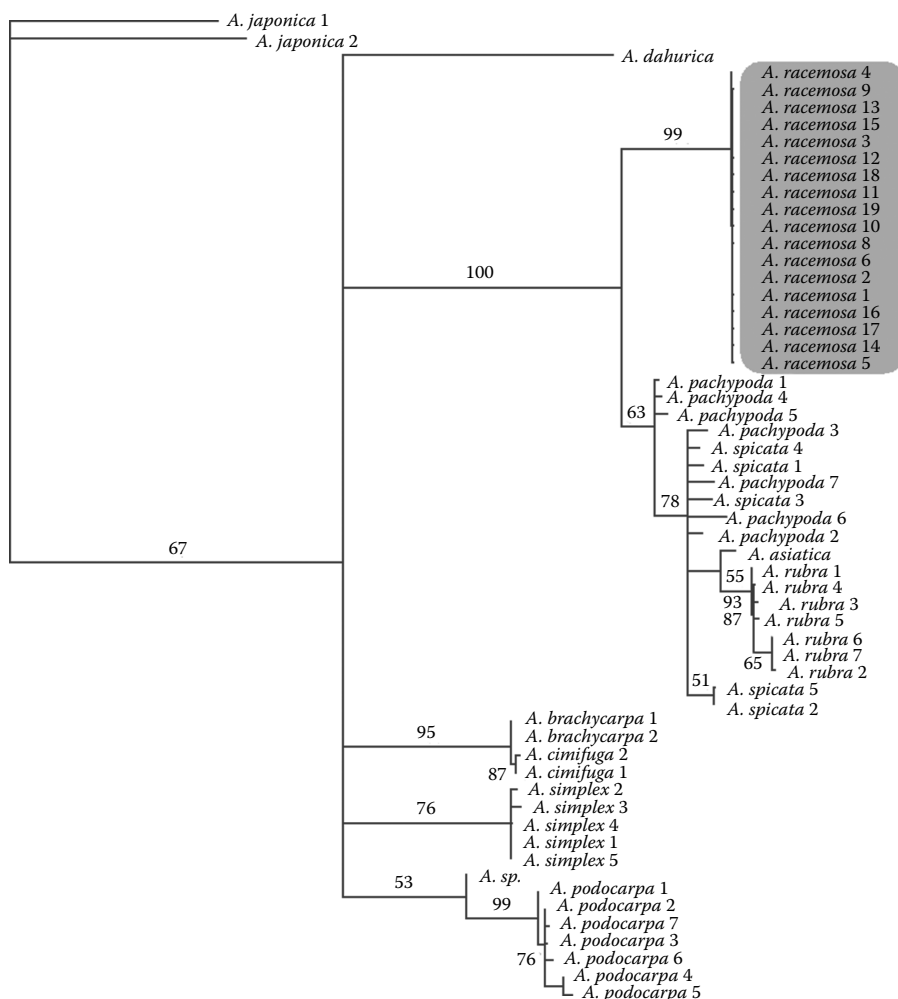 A. japonica 1
A. japonica 2
A. dahurica
A. racemosa 4
A. racemosa 9
A. racemosa 13
A. racemosa 15
A. racemosa 3
99
A. racemosa 12
A. racemosa 18
A. racemosa 11
A. racemosa 19
A. racemosa 10
A. racemosa 8
A. racemosa 6
100
A. racemosa 2
A. racemosa 1
A. racemosa 16
A. racemosa 17
A. racemosa 14
A. racemosa 5
A. pachypoda 1
A. pachypoda 4
63
A. pachypoda 5
A. pachypoda 3
A. spicata 4
A. spicata 1
A. pachypoda 7
78
A. spicata 3
A. pachypoda 6
A. pachypoda 2
67
A. asiatica
55
A. rubra 1
A. rubra 4
93
A. rubra 3
87
A. rubra 5
A. rubra 6
65
A. rubra 7
A. rubra 2
51
A. spicata 5
A. spicata 2
A. brachycarpa 1
95
A. brachycarpa 2
A. cimifuga 2
87
A. cimifuga 1
A. simplex 2
76
A. simplex 3
A. simplex 4
A. simplex 1
A. simplex 5
53
A. sp.
A. podocarpa 1
99
A. podocarpa 2
A. podocarpa 7
A. podocarpa 3
76
A. podocarpa 6
A. podocarpa 4
A. podocarpa 5